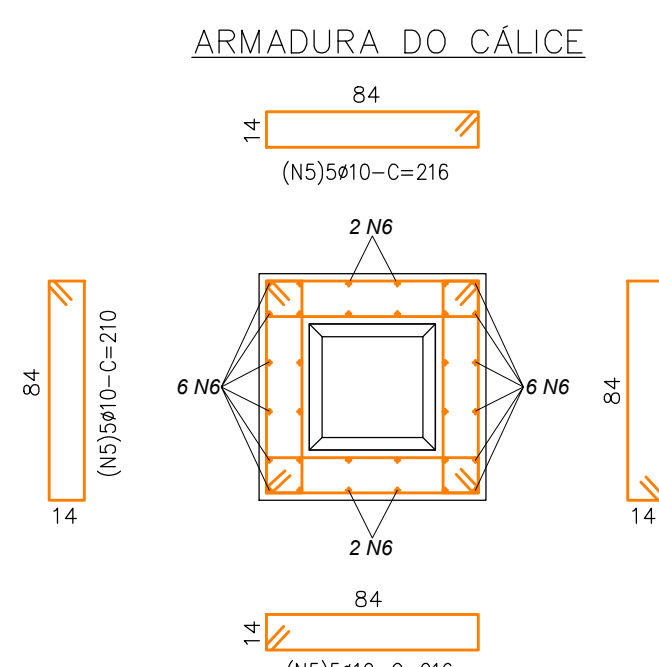 ARMADURA DO CÁLICE
84
14
(N5)5ø10-C=216
2 N6
84
(N5)5ø10-C=210
14
6 N6
6 N6
84
14
2 N6
84
14